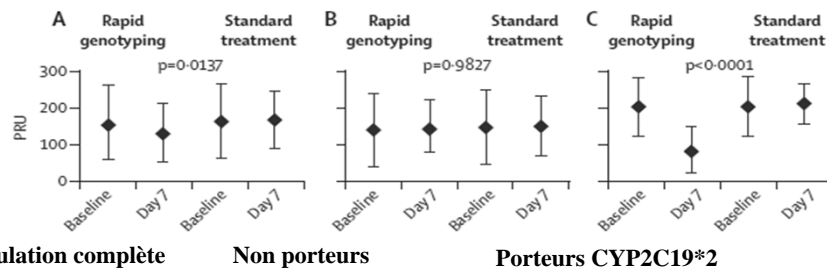 A Rapid genotyping Standard treatment
p=0·0137
B Rapid genotyping Standard treatment
p=0·9827
C Rapid genotyping Standard treatment
p<0·0001
PRU
300
200
100
0
Baseline Day 7 Baseline Day 7
Baseline Day 7 Baseline Day 7
Baseline Day 7 Baseline Day 7
complète Non porteurs Porteurs CYP2C19*2